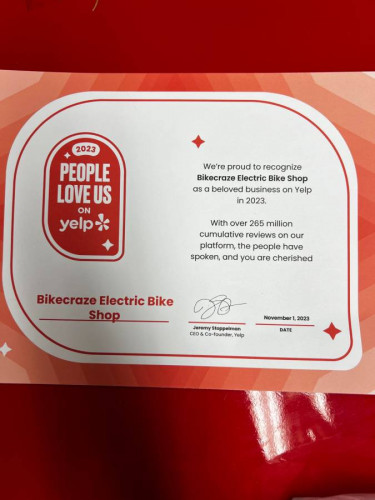 2023
PEOPLE
LOVE US
ON
yelp
We're proud to recognize
Bikecraze Electric Bike Shop
as a beloved business on Yelp
in 2023.
With over 265 million
cumulative reviews on our
platform, the people have
spoken, and you are cherished
Bikecraze Electric Bike
Shop
Jeremy Stoppelman
CEO & Co-founder, Yelp
November 1, 2023
DATE